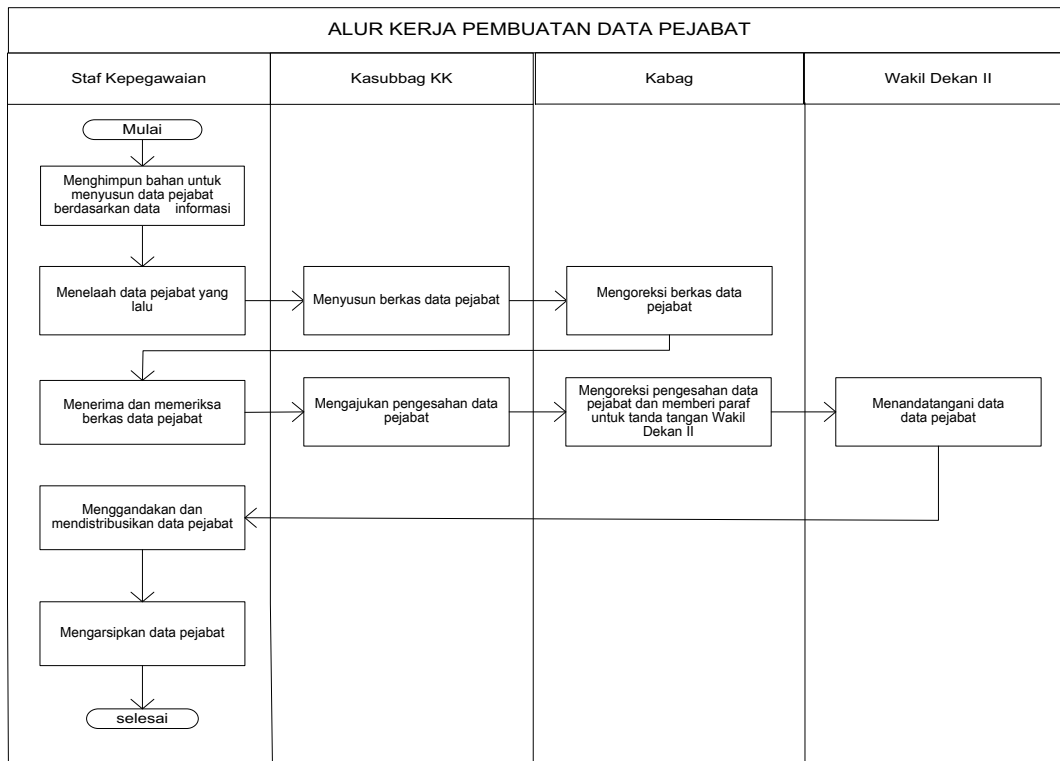 ALUR KERJA PEMBUATAN DATA PEJABAT
Staf Kepegawaian
Kasubbag KK
Kabag
Wakil Dekan II
Mulai
Menghimpun bahan untuk
menyusun data pejabat
berdasarkan data informasi
Menelaah data pejabat yang
lalu
Menyusun berkas data pejabat
Mengoreksi berkas data
pejabat
Menerima dan memeriksa
berkas data pejabat
Mengajukan pengesahan data
pejabat
Mengoreksi pengesahan data
pejabat dan memberi paraf
untuk tanda tangan Wakil
Dekan II
Menandatangani data
data pejabat
Menggandakan dan
mendistribusikan data pejabat
Mengarsipkan data pejabat
selesai